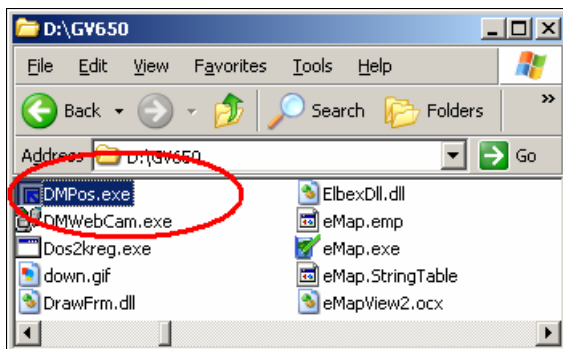 D:\GV650
File Edit View Favorites Tools Help
Back Search Folders »
Address D:\GV650 Go
DMPos.exe ElbexDll.dll
DMWebCam.exe eMap.emp
Dos2kreg.exe eMap.exe
down.gif eMap.StringTable
DrawFrm.dll eMapView2.ocx